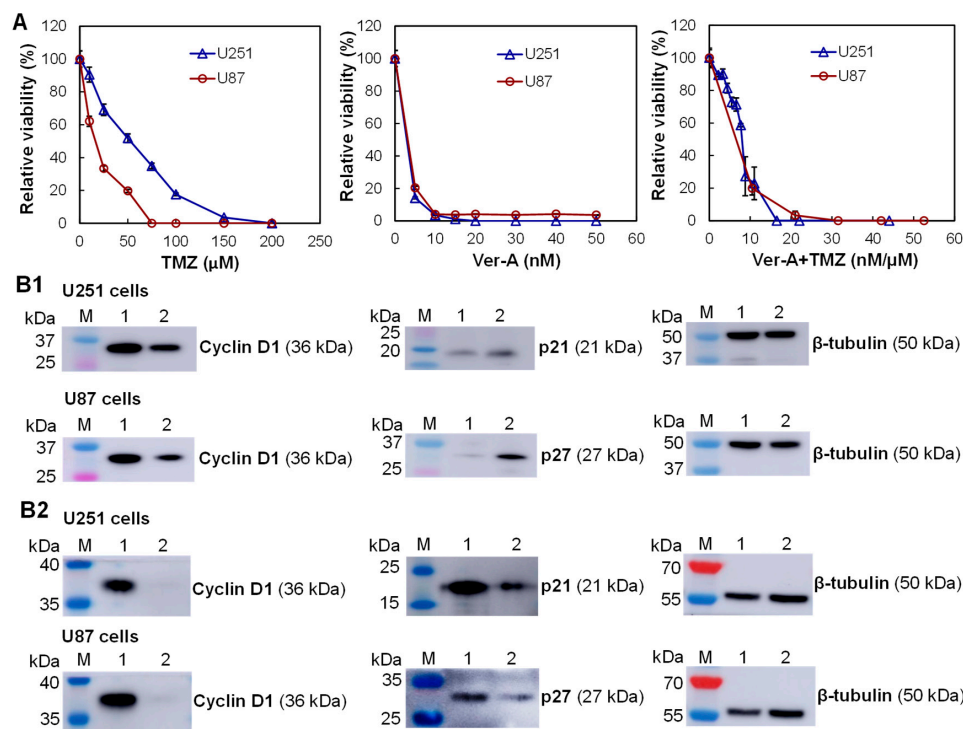 A
Relative viability (%)
120
100
80
60
40
20
0
U251
U87
0 50 100 150 200 250
TMZ (μM)
Relative viability (%)
120
100
80
60
40
20
0
U251
U87
0 10 20 30 40 50 60
Ver-A (nM)
Relative viability (%)
120
100
80
60
40
20
0
U251
U87
0 10 20 30 40 50 60
Ver-A+TMZ (nM/μM)
B1
U251 cells
kDa M 1 2
37
25
Cyclin D1 (36 kDa)
kDa M 1 2
25
20
p21 (21 kDa)
kDa M 1 2
50
37
β-tubulin (50 kDa)
U87 cells
kDa M 1 2
37
25
Cyclin D1 (36 kDa)
kDa M 1 2
37
25
p27 (27 kDa)
kDa M 1 2
50
37
β-tubulin (50 kDa)
B2
U251 cells
kDa M 1 2
40
35
Cyclin D1 (36 kDa)
kDa M 1 2
25
15
p21 (21 kDa)
kDa M 1 2
70
55
β-tubulin (50 kDa)
U87 cells
kDa M 1 2
40
35
Cyclin D1 (36 kDa)
kDa M 1 2
35
25
p27 (27 kDa)
kDa M 1 2
70
55
β-tubulin (50 kDa)